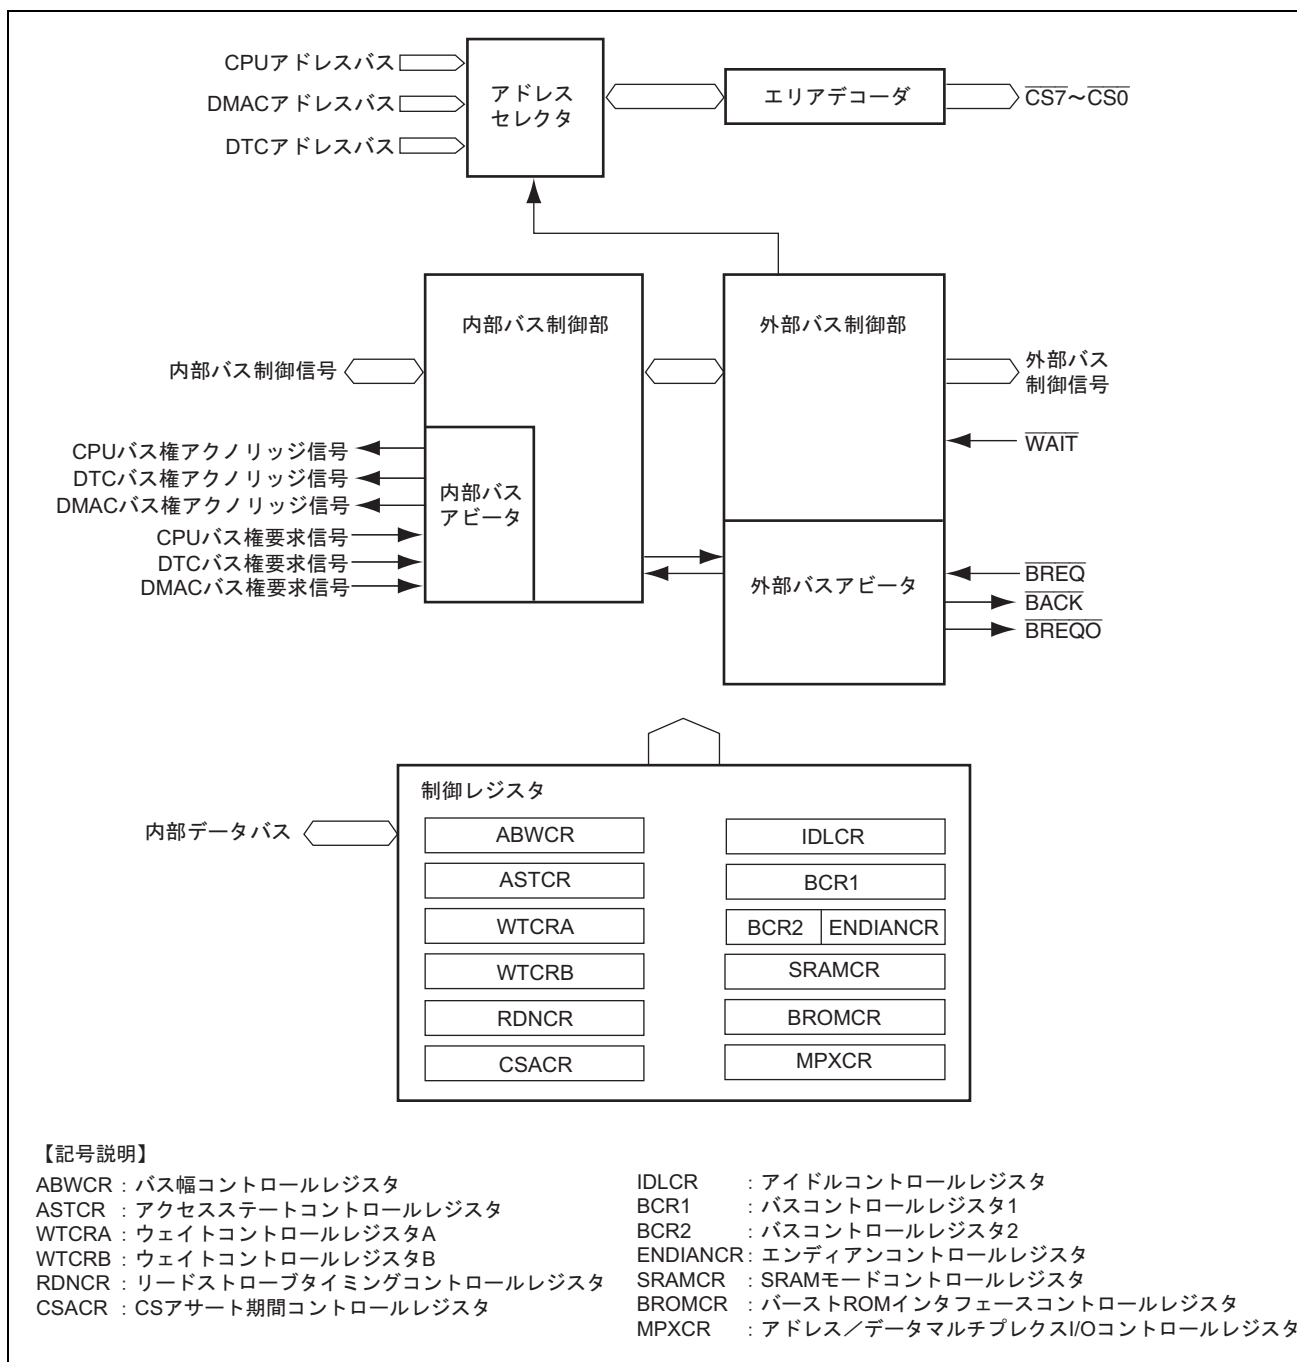 CPUアドレスバス
DMACアドレスバス
DTCアドレスバス
アドレス
セレクタ
エリアデコーダ
CS7～CS0
内部バス制御部
外部バス制御部
内部バス制御信号
外部バス
制御信号
WAIT
CPUバス権アクノリッジ信号
DTCバス権アクノリッジ信号
DMACバス権アクノリッジ信号
CPUバス権要求信号
DTCバス権要求信号
DMACバス権要求信号
内部バス
アビータ
外部バスアビータ
BREQ
BACK
BREQO
制御レジスタ
内部データバス
ABWCR
ASTCR
WTCRA
WTCRB
RDNCR
CSACR
IDLCR
BCR1
BCR2 ENDIANCR
SRAMCR
BROMCR
MPXCR
【記号説明】
ABWCR：バス幅コントロールレジスタ
ASTCR：アクセスステートコントロールレジスタ
WTCRA：ウェイトコントロールレジスタA
WTCRB：ウェイトコントロールレジスタB
RDNCR：リードストローブタイミングコントロールレジスタ
CSACR：CSアサート期間コントロールレジスタ
IDLCR：アイドルコントロールレジスタ
BCR1：バスコントロールレジスタ1
BCR2：バスコントロールレジスタ2
ENDIANCR：エンディアンコントロールレジスタ
SRAMCR：SRAMモードコントロールレジスタ
BROMCR：バーストROMインタフェースコントロールレジスタ
MPXCR：アドレス／データマルチプレクスI/Oコントロールレジスタ